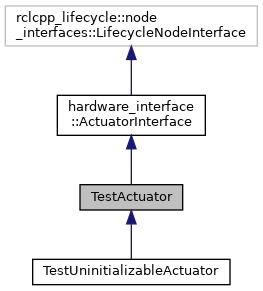 rclcpp_lifecycle::node
_interfaces::LifecycleNodeInterface
hardware_interface
::ActuatorInterface
TestActuator
TestUninitializableActuator